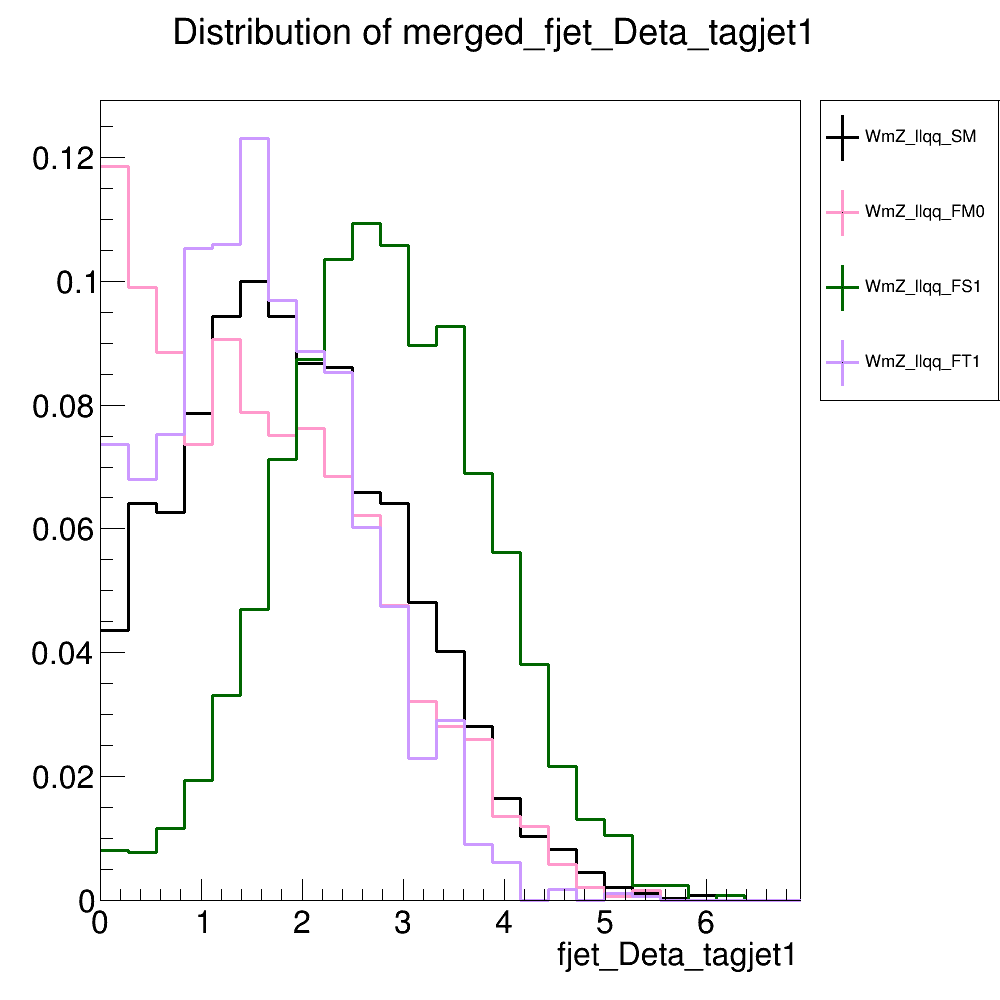 Distribution of merged_fjet_Deta_tagjet1
WmZ_llqq_SM
WmZ_llqq_FM0
WmZ_llqq_FS1
WmZ_llqq_FT1
0.12
0.1
0.08
0.06
0.04
0.02
0
0 1 2 3 4 5 6
fjet_Deta_tagjet1